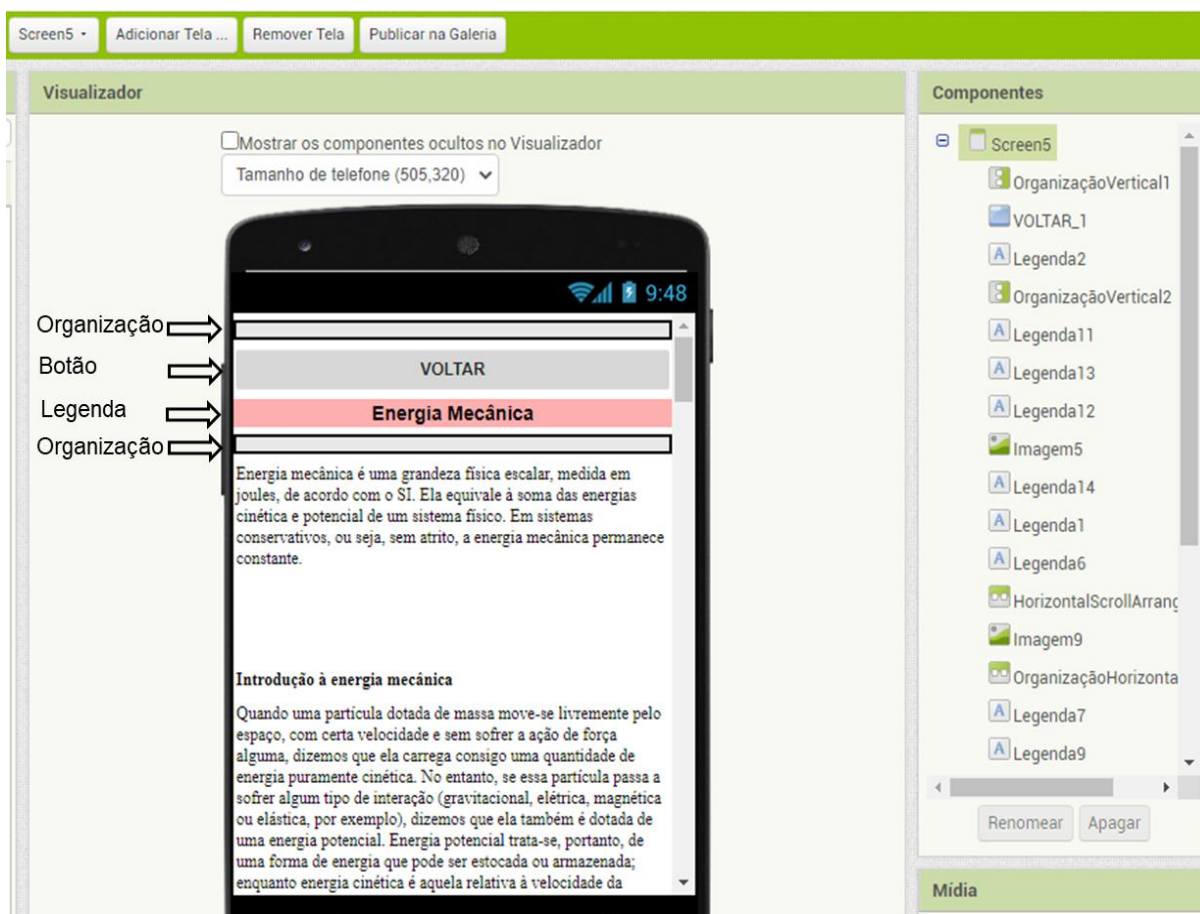 Screen5
Adicionar Tela ...
Remover Tela
Publicar na Galeria
Visualizador
Mostrar os componentes ocultos no Visualizador
Tamanho de telefone (505,320)
9:48
Organização
Botão
VOLTAR
Legenda
Energia Mecânica
Organização
Energia mecânica é uma grandeza física escalar, medida em
joules, de acordo com o SI. Ela equivale à soma das energias
cinética e potencial de um sistema físico. Em sistemas
conservativos, ou seja, sem atrito, a energia mecânica permanece
constante.
Introdução à energia mecânica
Quando uma partícula dotada de massa move-se livremente pelo
espaço, com certa velocidade e sem sofrer a ação de força
alguma, dizemos que ela carrega consigo uma quantidade de
energia puramente cinética. No entanto, se essa partícula passa a
sofrer algum tipo de interação (gravitacional, elétrica, magnética
ou elástica, por exemplo), dizemos que ela também é dotada de
uma energia potencial. Energia potencial trata-se, portanto, de
uma forma de energia que pode ser estocada ou armazenada;
enquanto energia cinética é aquela relativa à velocidade da
Componentes
Screen5
OrganizaçãoVertical1
VOLTAR_1
A Legenda2
OrganizaçãoVertical2
A Legenda11
A Legenda13
A Legenda12
Imagem5
A Legenda14
A Legenda1
A Legenda6
HorizontalScrollArrang
Imagem9
OrganizaçãoHorizonta
A Legenda7
A Legenda9
Renomear
Apagar
Mídia